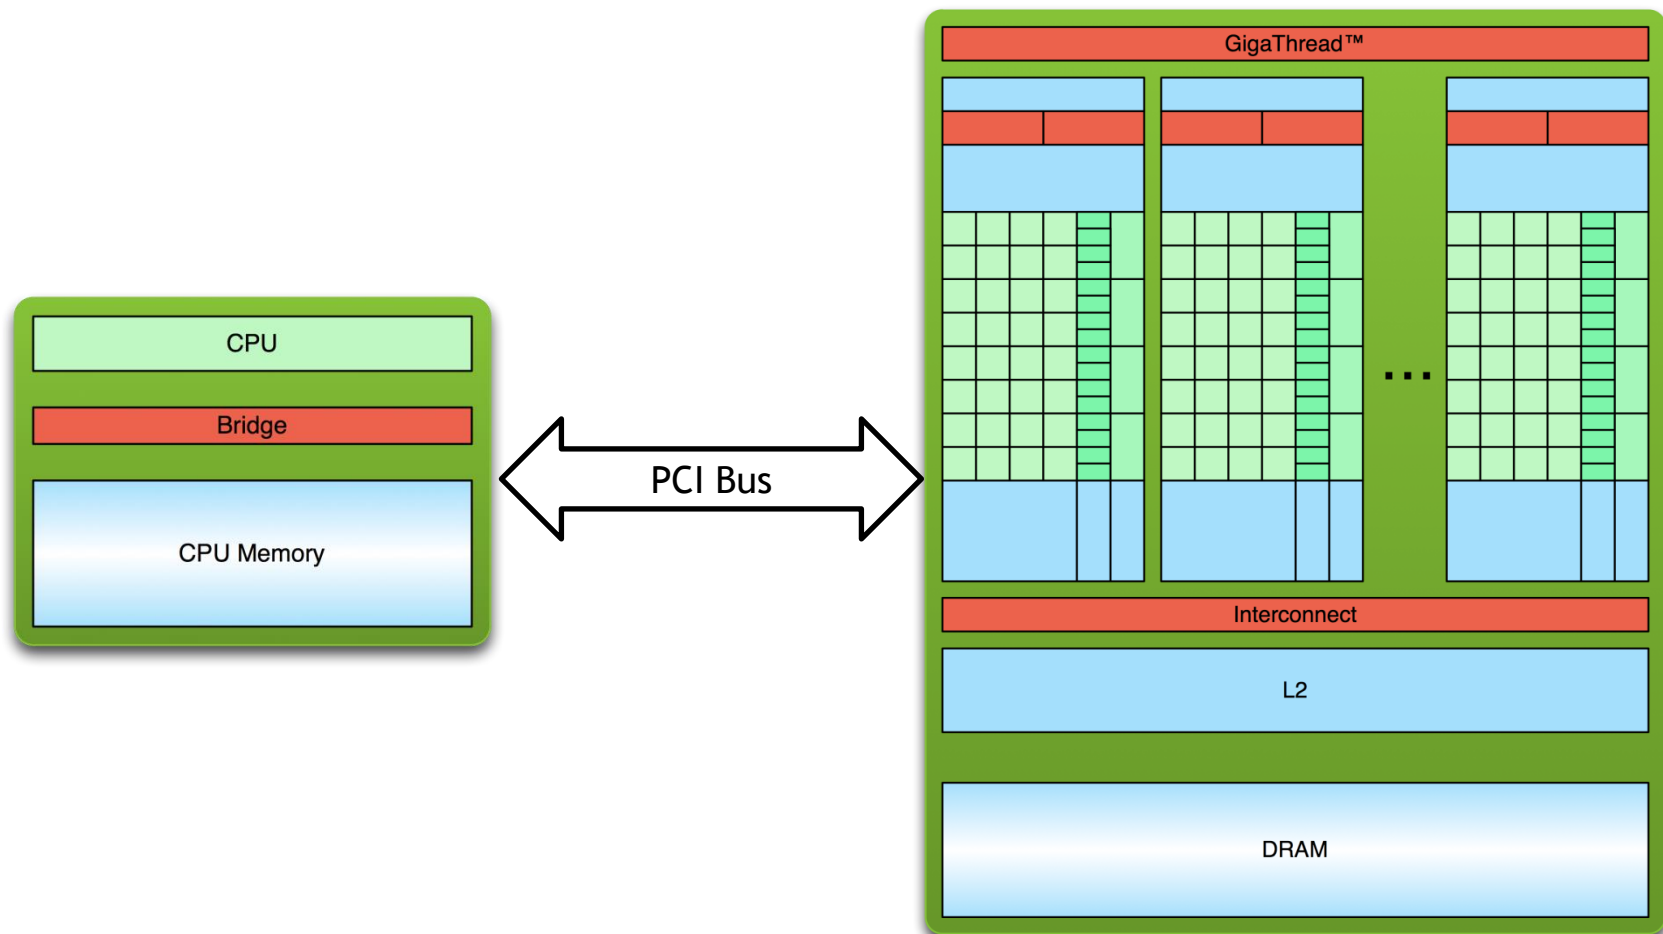 GigaThread™
CPU
Bridge
CPU Memory
PCI Bus
...
Interconnect
L2
DRAM